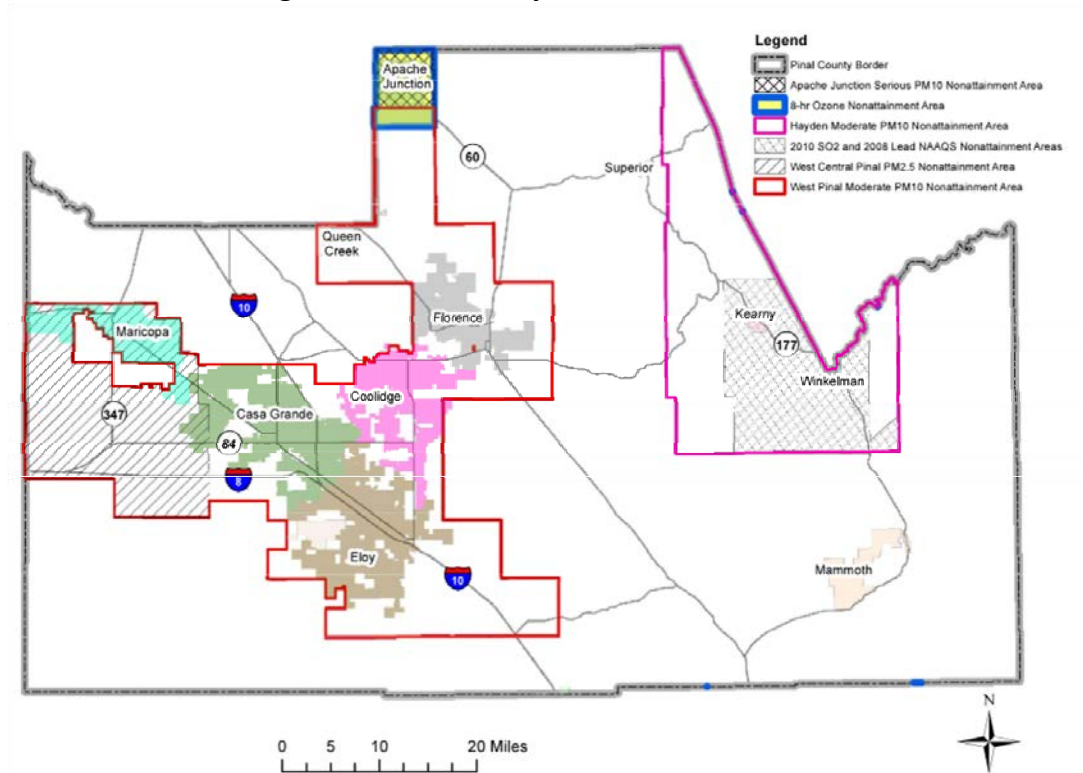 Legend
Pinal County Border
Apache Junction Serious PM10 Nonattainment Area
8-hr Ozone Nonattainment Area
Hayden Moderate PM10 Nonattainment Area
2010 SO2 and 2008 Lead NAAQS Nonattainment Areas
West Central Pinal PM2.5 Nonattainment Area
West Pinal Moderate PM10 Nonattainment Area
Apache
Junction
60
Superior
Queen
Creek
10
Florence
Kearny
Maricopa
177
Winkelman
Coolidge
347
Casa Grande
84
8
Eloy
10
Mammoth
N
0 5 10 20 Miles